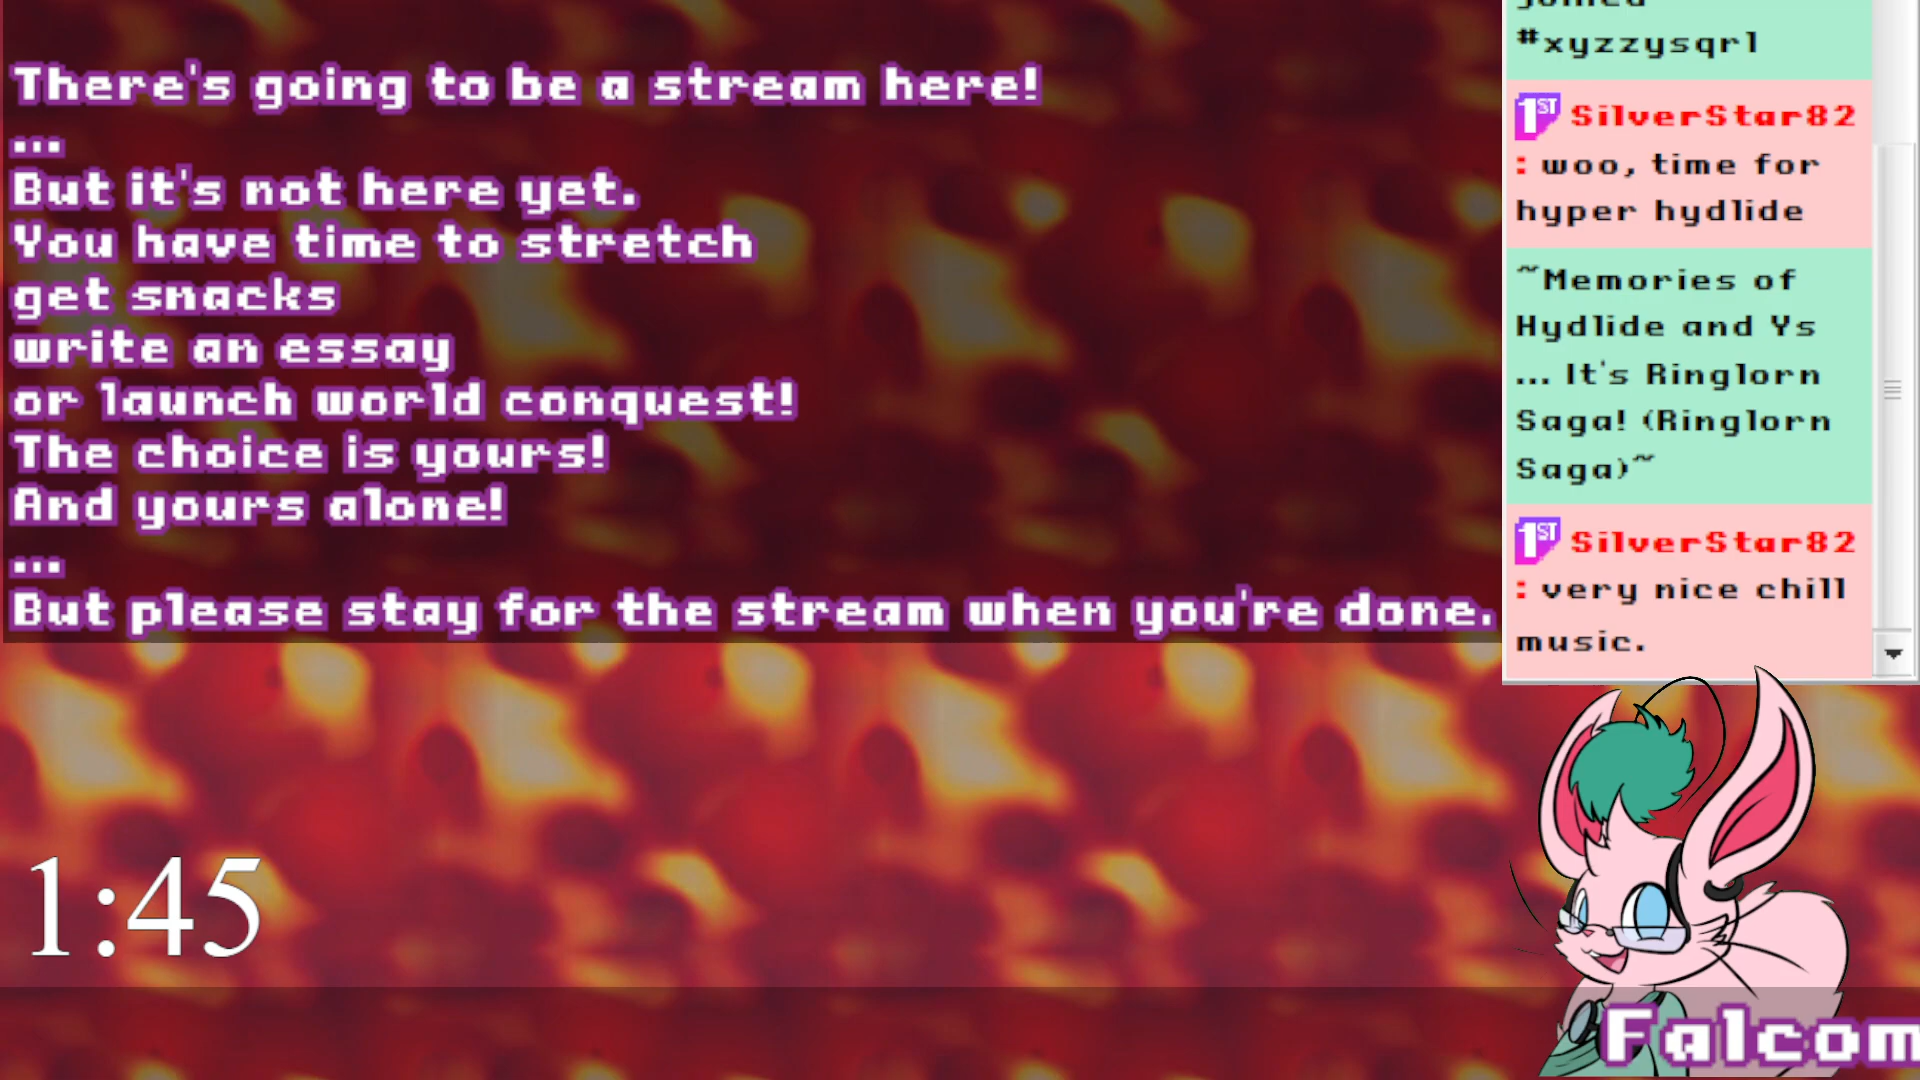 There's going to be a stream here!
...
But it's not here yet.
You have time to stretch
get snacks
write an essay
or launch world conquest!
The choice is yours!
And yours alone!
...
But please stay for the stream when you're done.
1:45
joined
#xyzzysqrl
1ST SilverStar82
: woo, time for
hyper hydlide
~Memories of
Hydlide and Ys
... It's Ringlorn
Saga! (Ringlorn
Saga)~
1ST SilverStar82
: very nice chill
music.
Falcom